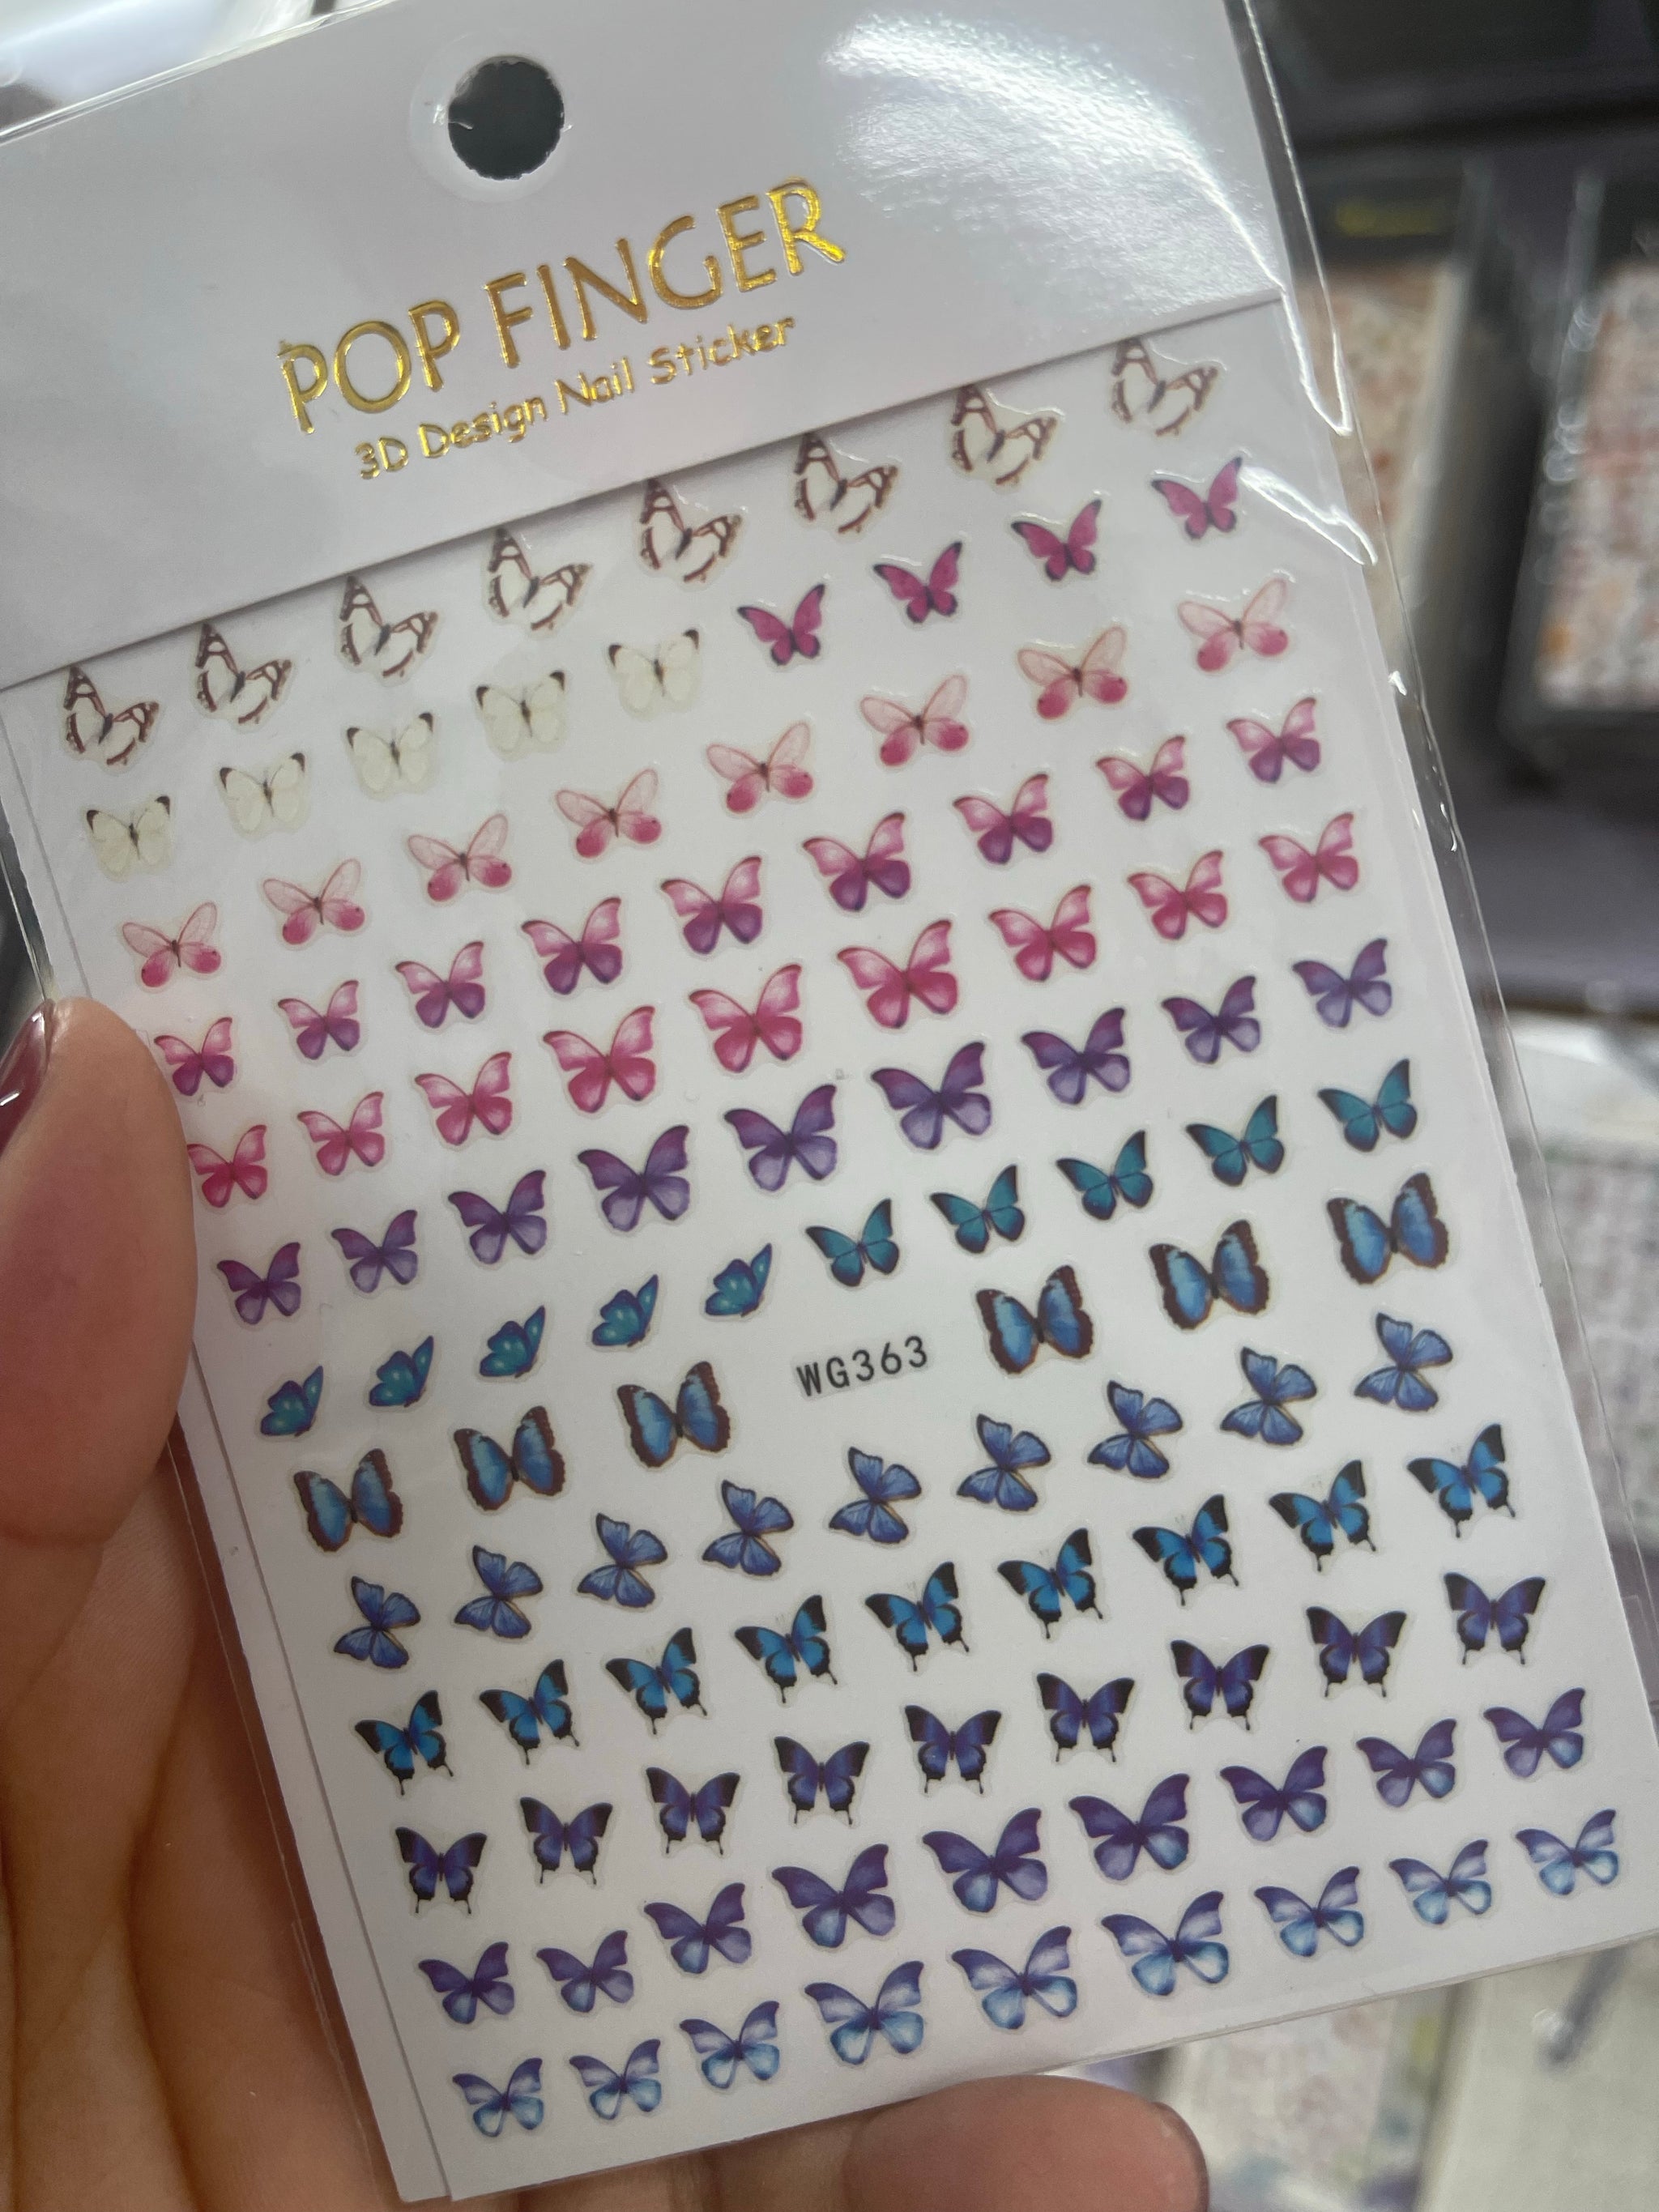 POP FINGER
3D Design Nail Sticker
WG363